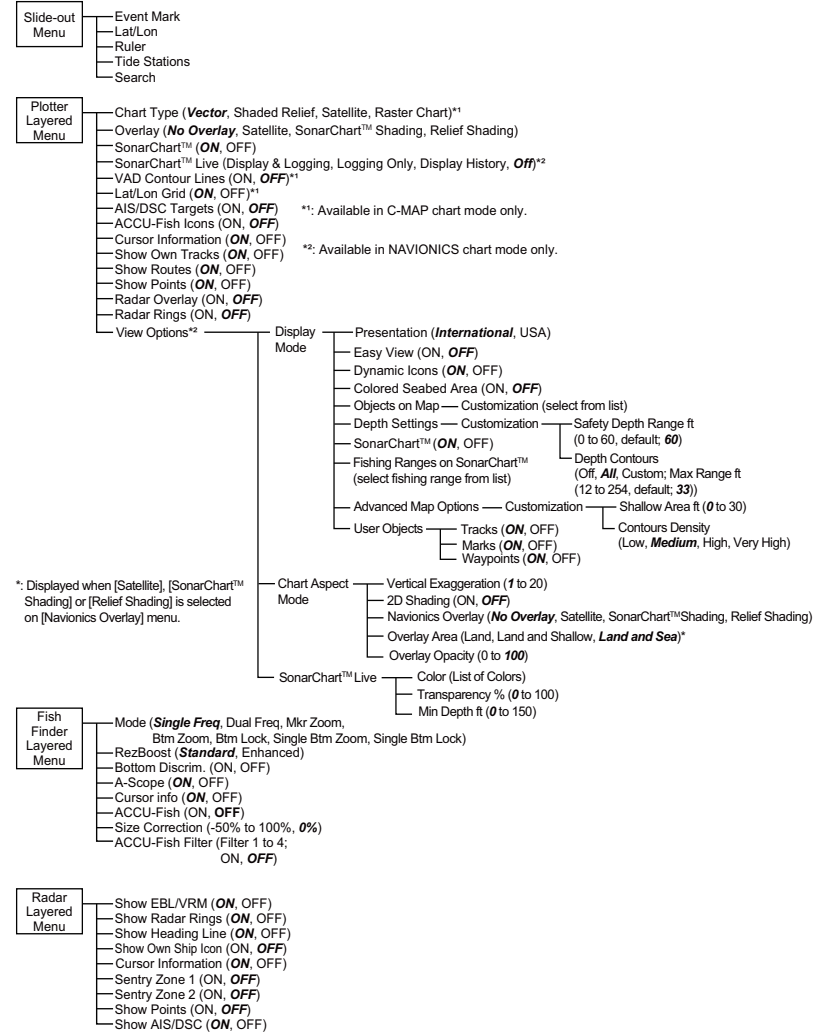 Slide-out
Menu
Event Mark
Lat/Lon
Ruler
Tide Stations
Search
Plotter
Layered
Menu
Chart Type (Vector, Shaded Relief, Satellite, Raster Chart)*¹
Overlay (No Overlay, Satellite, SonarChart™ Shading, Relief Shading)
SonarChart™ (ON, OFF)
SonarChart™ Live (Display & Logging, Logging Only, Display History, Off)*²
VAD Contour Lines (ON, OFF)*¹
Lat/Lon Grid (ON, OFF)*¹
AIS/DSC Targets (ON, OFF)
ACCU-Fish Icons (ON, OFF)
Cursor Information (ON, OFF)
Show Own Tracks (ON, OFF)
Show Routes (ON, OFF)
Show Points (ON, OFF)
Radar Overlay (ON, OFF)
Radar Rings (ON, OFF)
View Options*²
*¹: Available in C-MAP chart mode only.
*²: Available in NAVIONICS chart mode only.
Display
Mode
Presentation (International, USA)
Easy View (ON, OFF)
Dynamic Icons (ON, OFF)
Colored Seabed Area (ON, OFF)
Objects on Map
Customization (select from list)
Depth Settings
Customization
Safety Depth Range ft
(0 to 60, default; 60)
Depth Contours
(Off, All, Custom; Max Range ft
(12 to 254, default; 33))
SonarChart™ (ON, OFF)
Fishing Ranges on SonarChart™
(select fishing range from list)
Advanced Map Options
Customization
Shallow Area ft (0 to 30)
Contours Density
(Low, Medium, High, Very High)
User Objects
Tracks (ON, OFF)
Marks (ON, OFF)
Waypoints (ON, OFF)
*: Displayed when [Satellite], [SonarChart™
Shading] or [Relief Shading] is selected
on [Navionics Overlay] menu.
Chart Aspect
Mode
Vertical Exaggeration (1 to 20)
2D Shading (ON, OFF)
Navionics Overlay (No Overlay, Satellite, SonarChart™Shading, Relief Shading)
Overlay Area (Land, Land and Shallow, Land and Sea)*
Overlay Opacity (0 to 100)
SonarChart™ Live
Color (List of Colors)
Transparency % (0 to 100)
Min Depth ft (0 to 150)
Fish
Finder
Layered
Menu
Mode (Single Freq, Dual Freq, Mkr Zoom,
Btm Zoom, Btm Lock, Single Btm Zoom, Single Btm Lock)
RezBoost (Standard, Enhanced)
Bottom Discrim. (ON, OFF)
A-Scope (ON, OFF)
Cursor info (ON, OFF)
ACCU-Fish (ON, OFF)
Size Correction (-50% to 100%, 0%)
ACCU-Fish Filter (Filter 1 to 4;
ON, OFF)
Radar
Layered
Menu
Show EBL/VRM (ON, OFF)
Show Radar Rings (ON, OFF)
Show Heading Line (ON, OFF)
Show Own Ship Icon (ON, OFF)
Cursor Information (ON, OFF)
Sentry Zone 1 (ON, OFF)
Sentry Zone 2 (ON, OFF)
Show Points (ON, OFF)
Show AIS/DSC (ON, OFF)